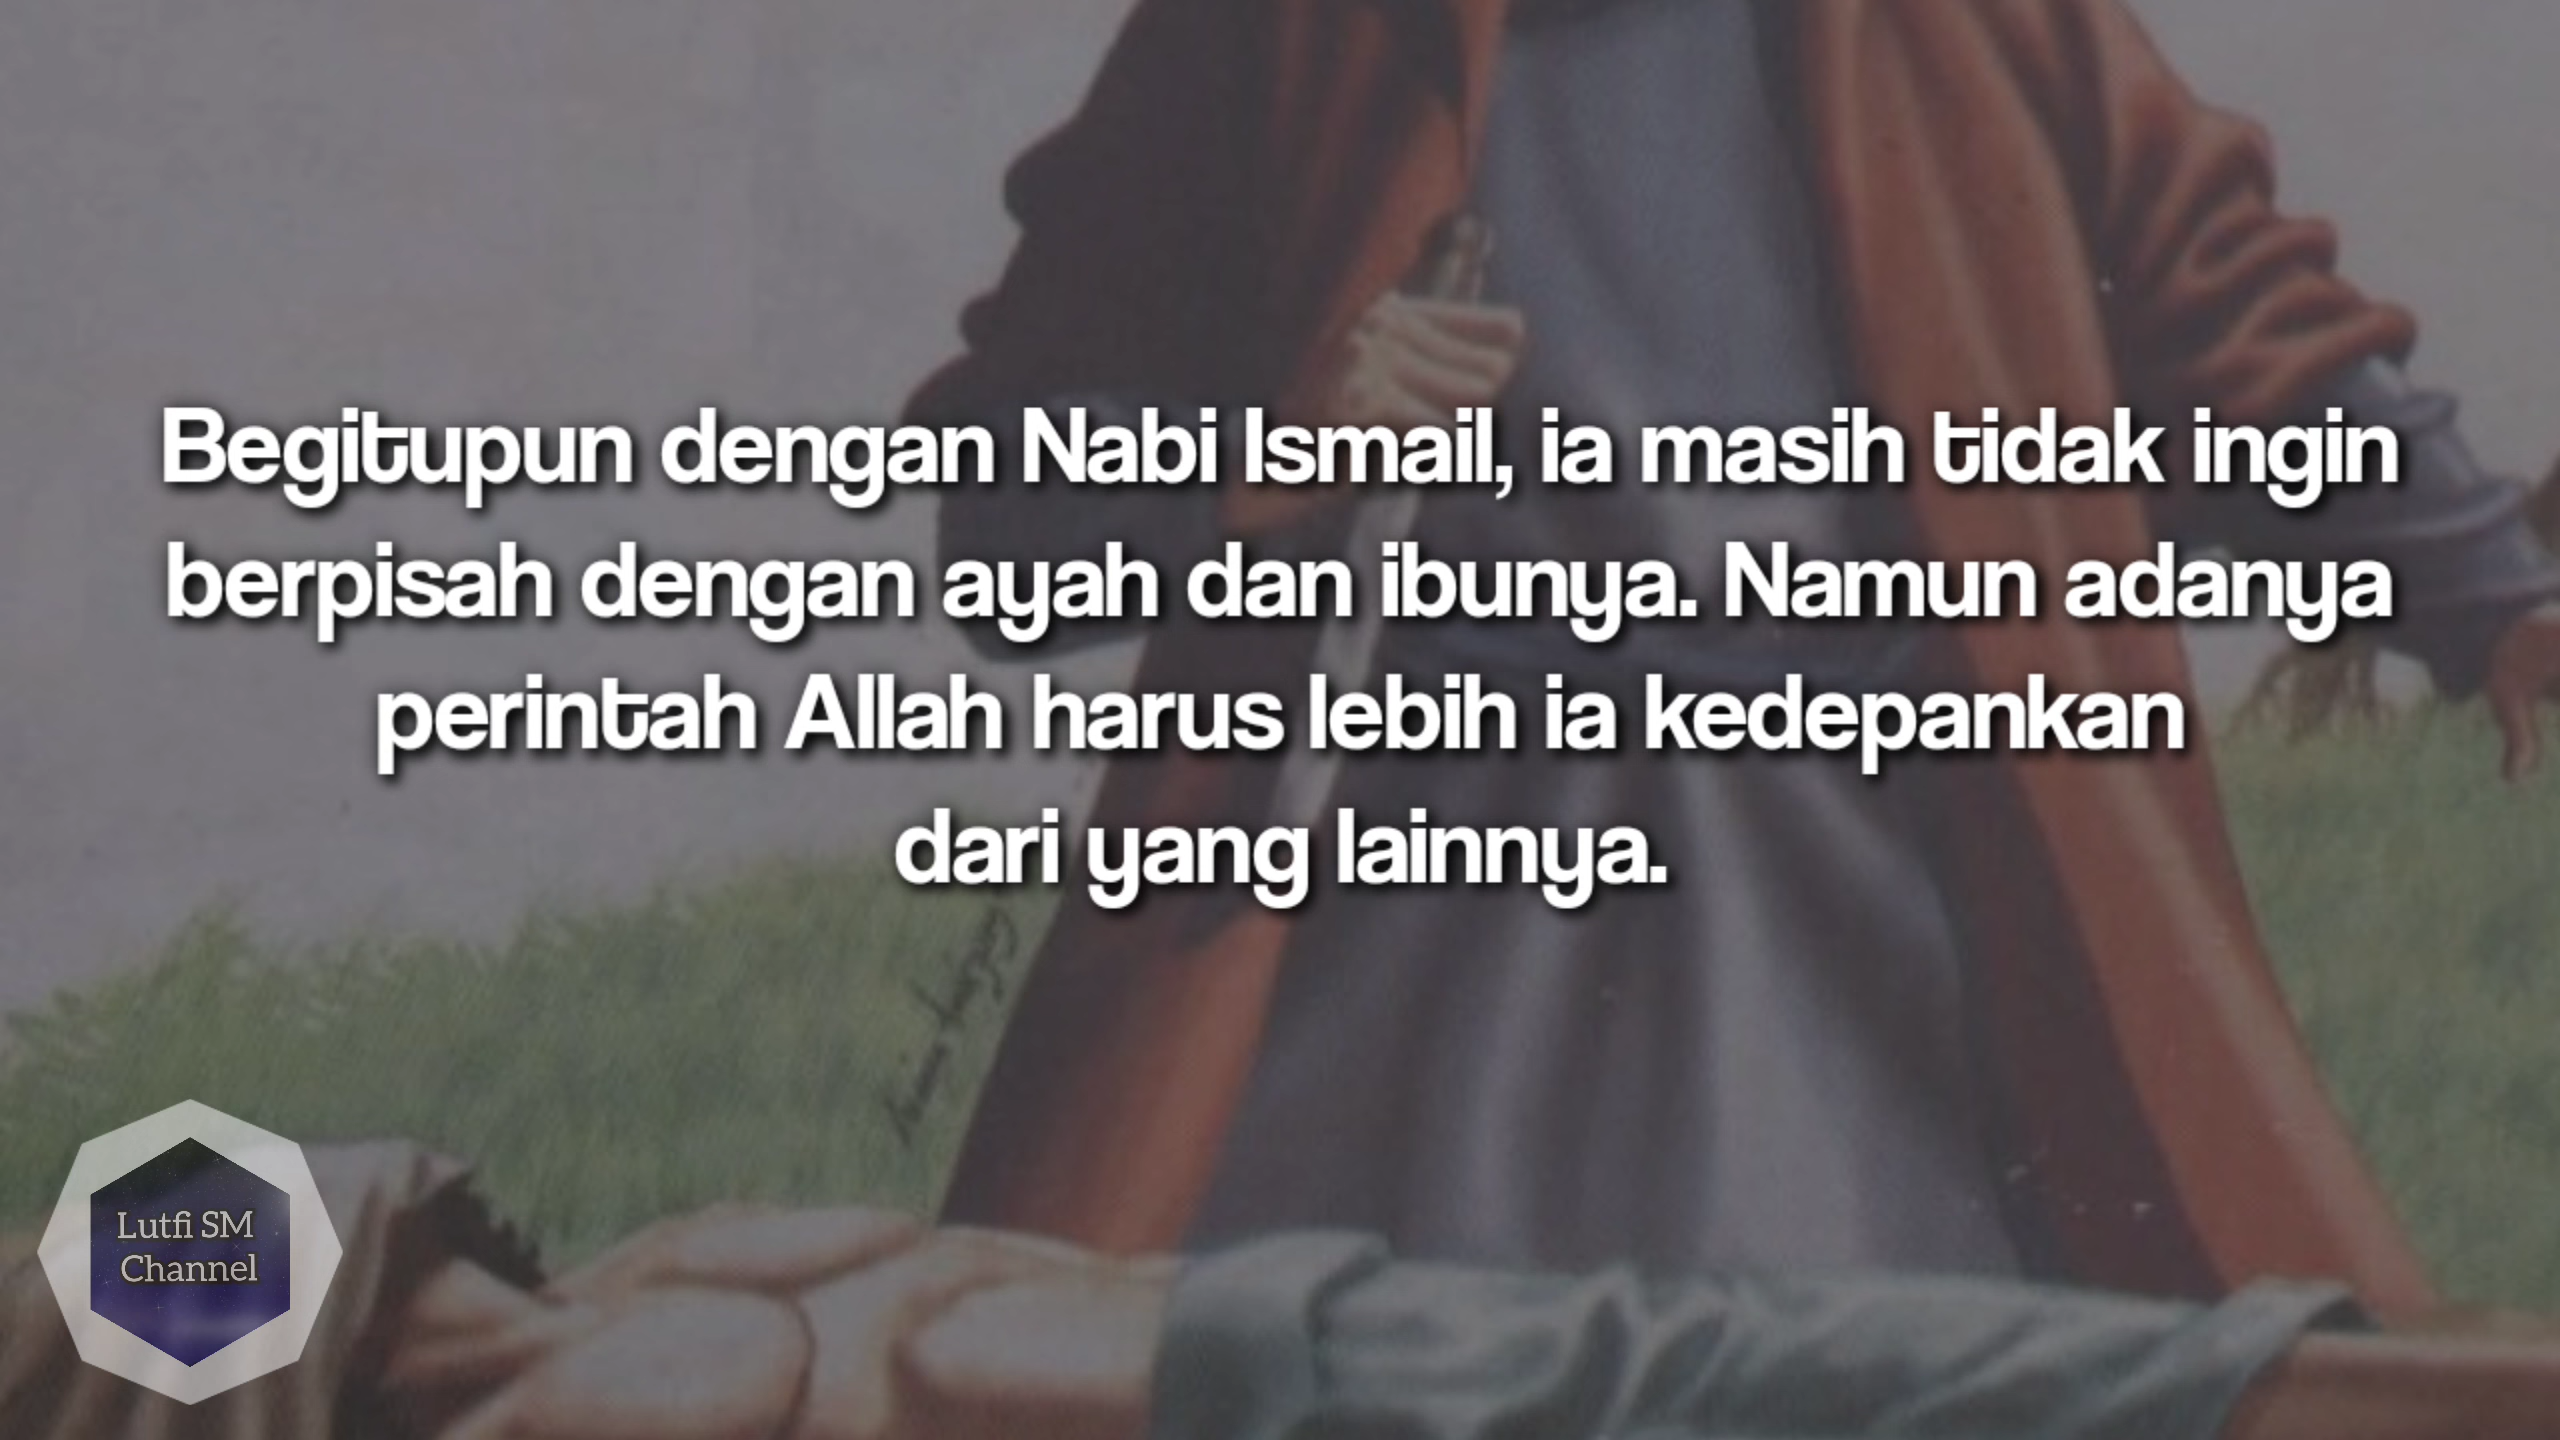 Begitupun dengan Nabi Ismail, ia masih tidak ingin
berpisah dengan ayah dan ibunya. Namun adanya
perintah Allah harus lebih ia kedepankan
dari yang lainnya.
Lutfi SM
Channel